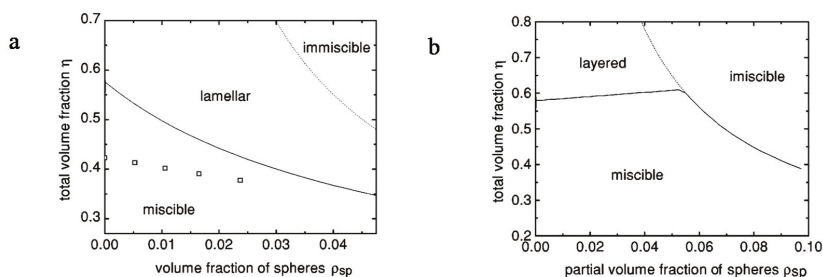 a
0.7
0.6
0.5
0.4
0.3
total volume fraction η
immiscible
lamellar
miscible
0.00 0.01 0.02 0.03 0.04
volume fraction of spheres ρsp
b
0.8
0.7
0.6
0.5
0.4
0.3
0.2
total volume fraction η
layered
imiscible
miscible
0.00 0.02 0.04 0.06 0.08 0.10
partial volume fraction of spheres ρsp